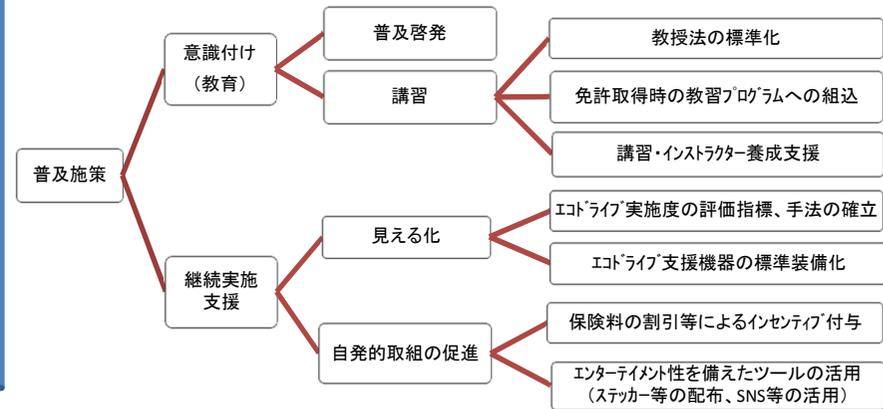 普及施策
意識付け
（教育）
普及啓発
講習
教授法の標準化
免許取得時の教習ﾌﾟﾛｸﾞﾗﾑへの組込
講習・インストラクター養成支援
継続実施
支援
見える化
ｴｺﾄﾞﾗｲﾌﾞ実施度の評価指標、手法の確立
ｴｺﾄﾞﾗｲﾌﾞ支援機器の標準装備化
自発的取組の促進
保険料の割引等によるｲﾝｾﾝﾃｨﾌﾞ付与
ｴﾝﾀｰﾃｲﾒﾝﾄ性を備えたツールの活用
(ｽﾃｯｶｰ等の配布、SNS等の活用)